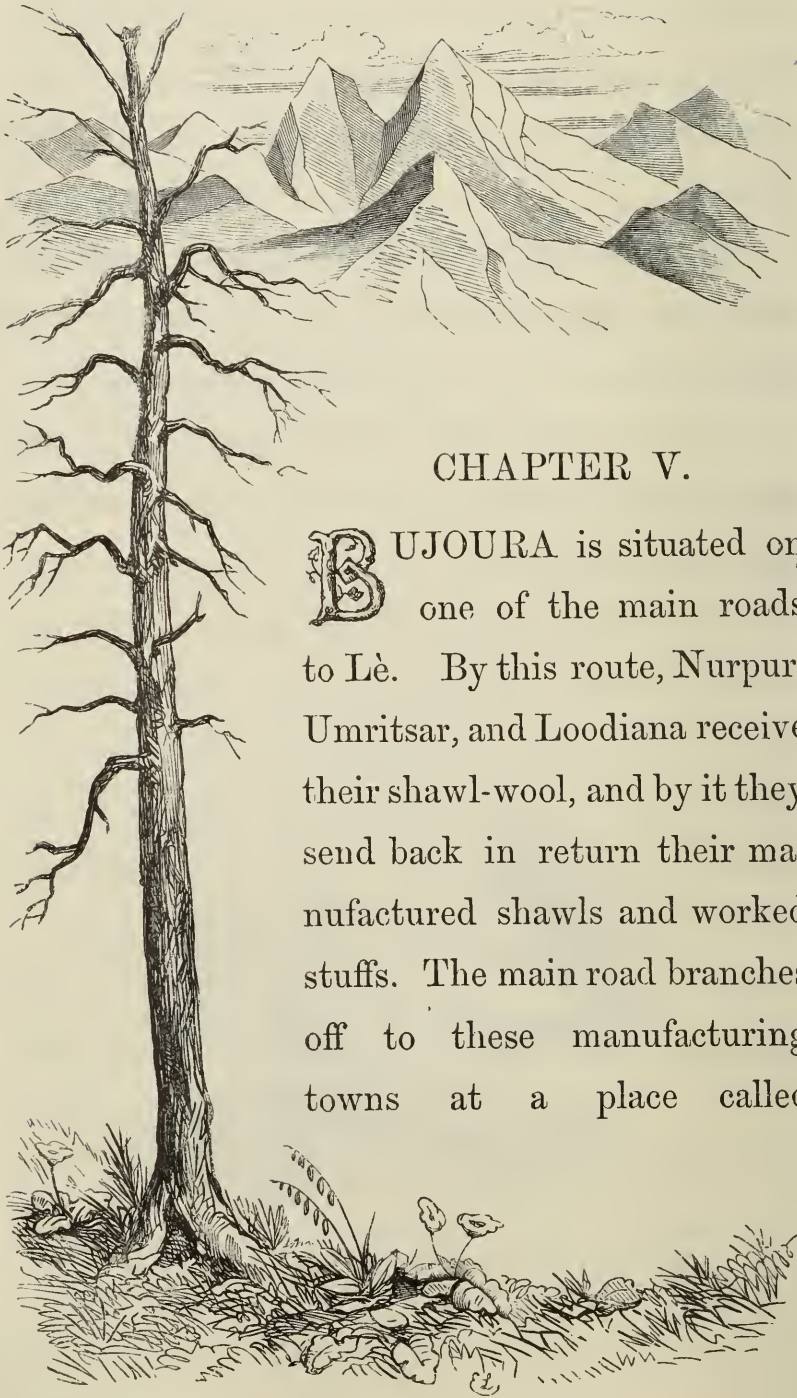 CHAPTER V.
BUJOURA is situated on
one of the main roads
to Lè. By this route, Nurpur,
Umritsar, and Loodiana receive
their shawl-wool, and by it they
send back in return their ma-
nufactured shawls and worked
stuffs. The main road branches
off to these manufacturing
towns at a place called